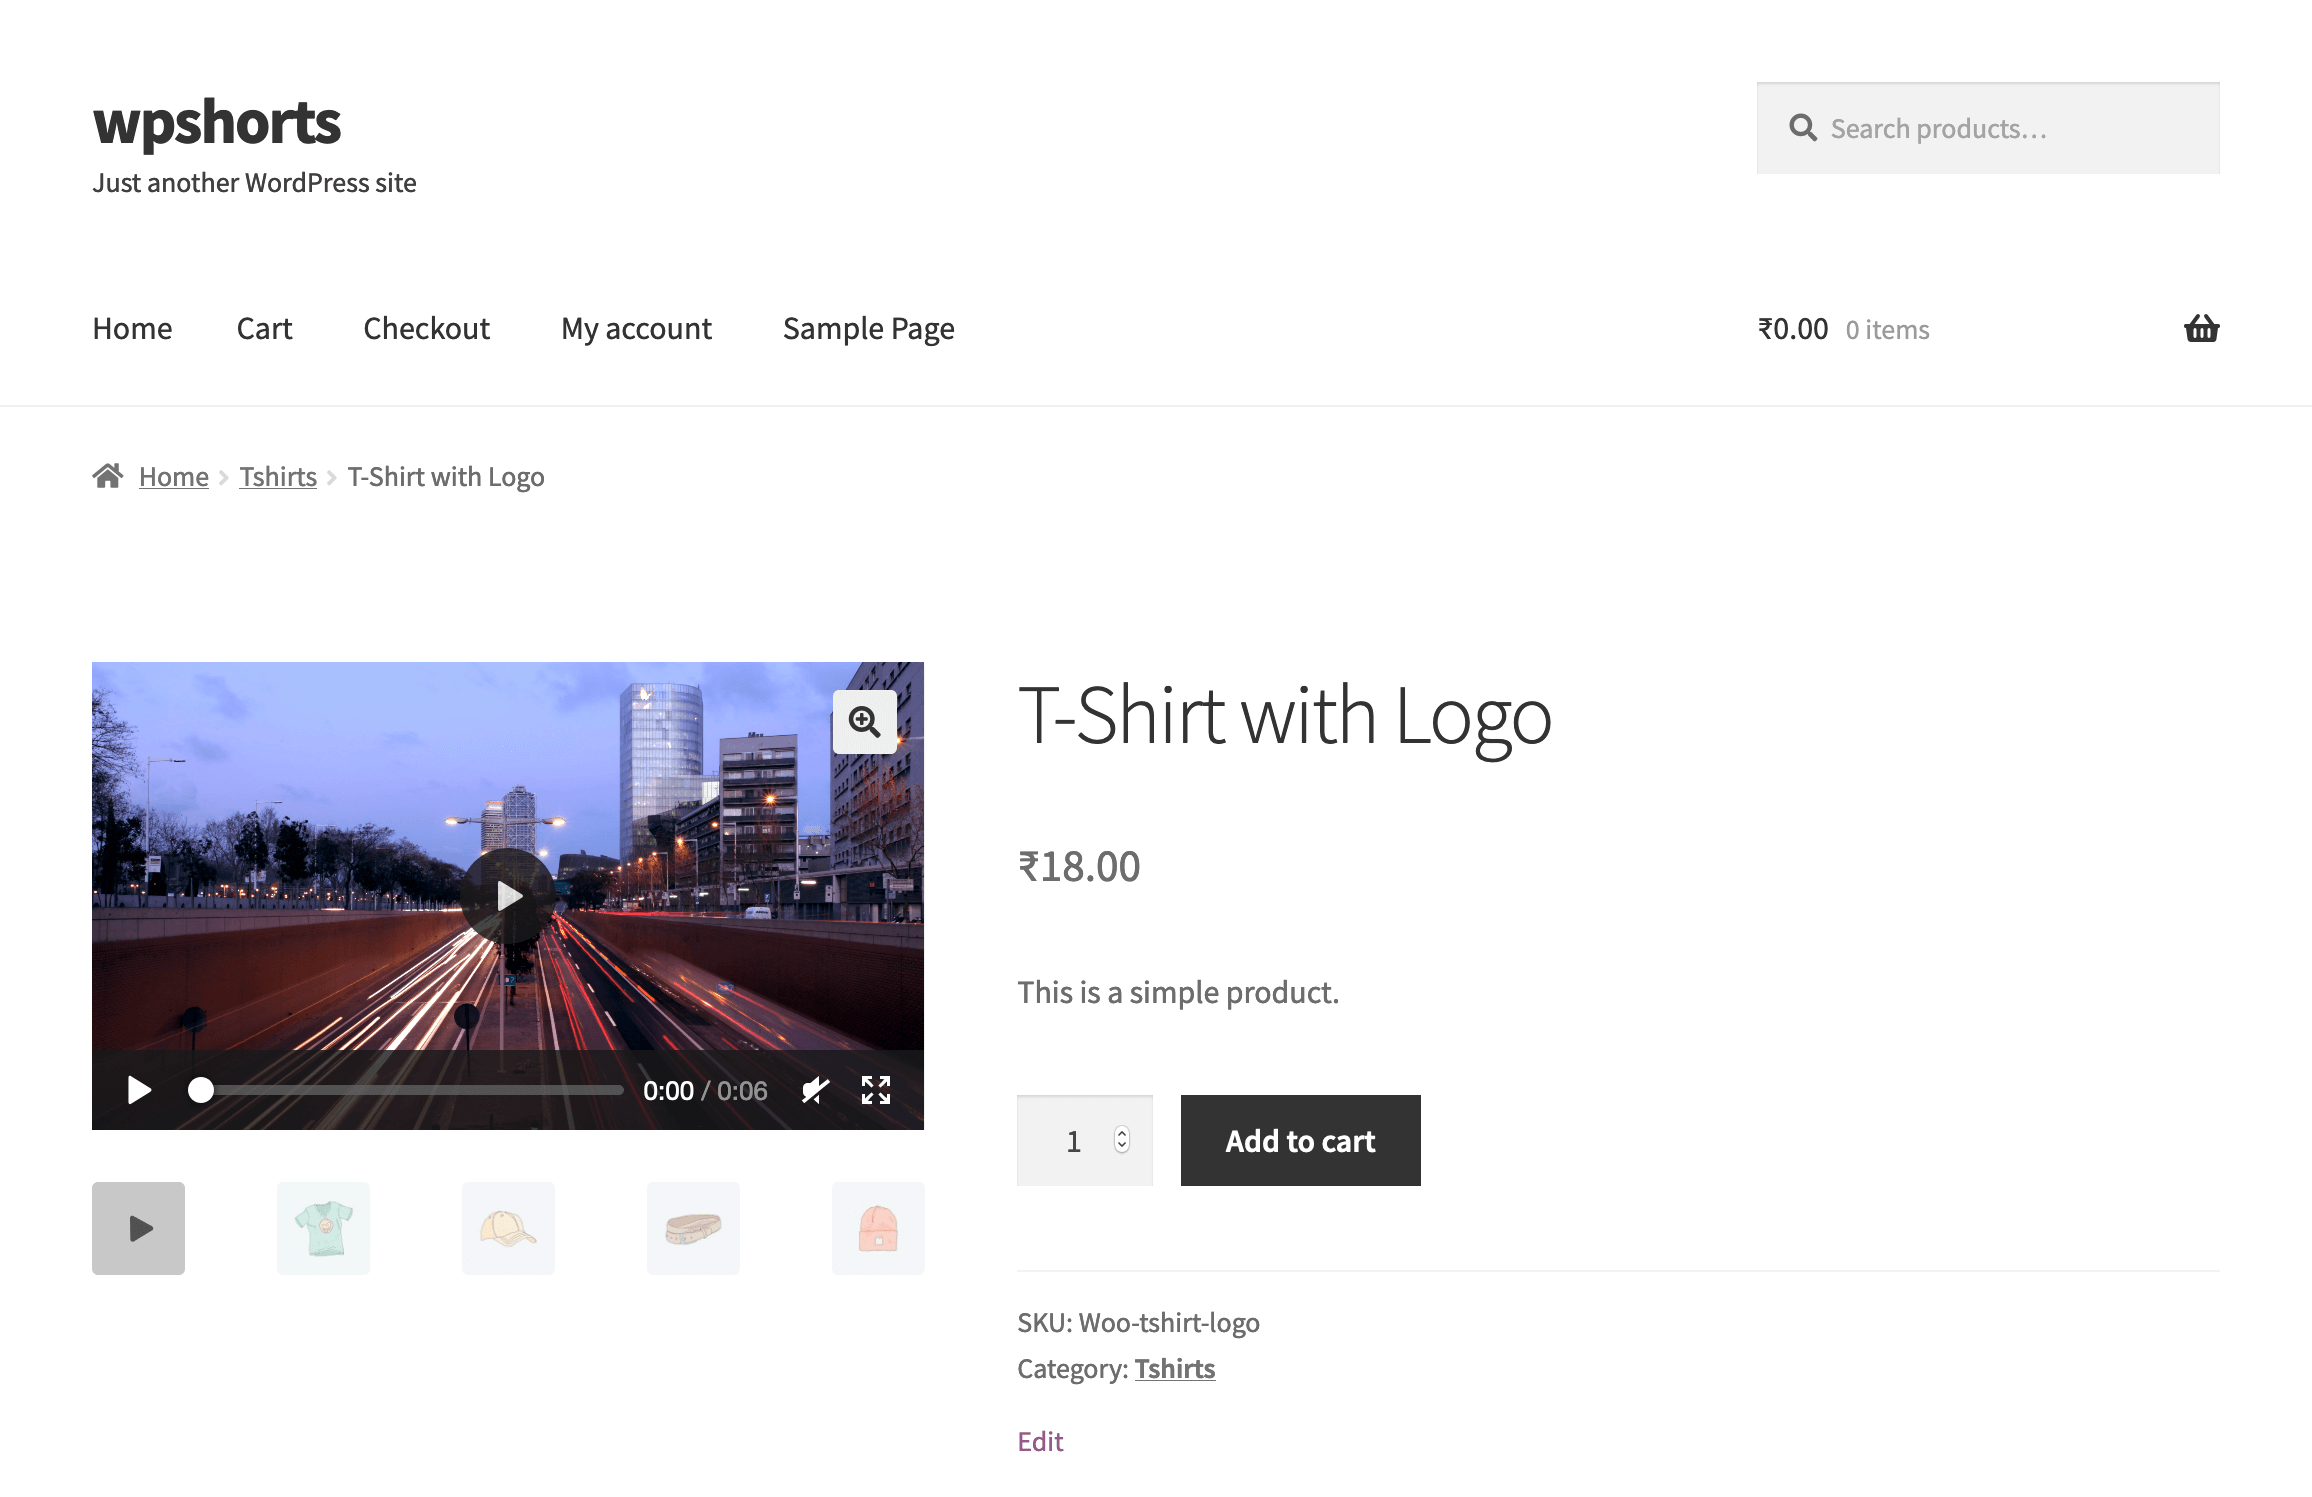 wpshorts
Just another WordPress site
Search products…
Home Cart Checkout My account Sample Page
₹0.00 0 items
Home Tshirts T-Shirt with Logo
T-Shirt with Logo
₹18.00
This is a simple product.
0:00 / 0:06
1 Add to cart
SKU: Woo-tshirt-logo
Category: Tshirts
Edit